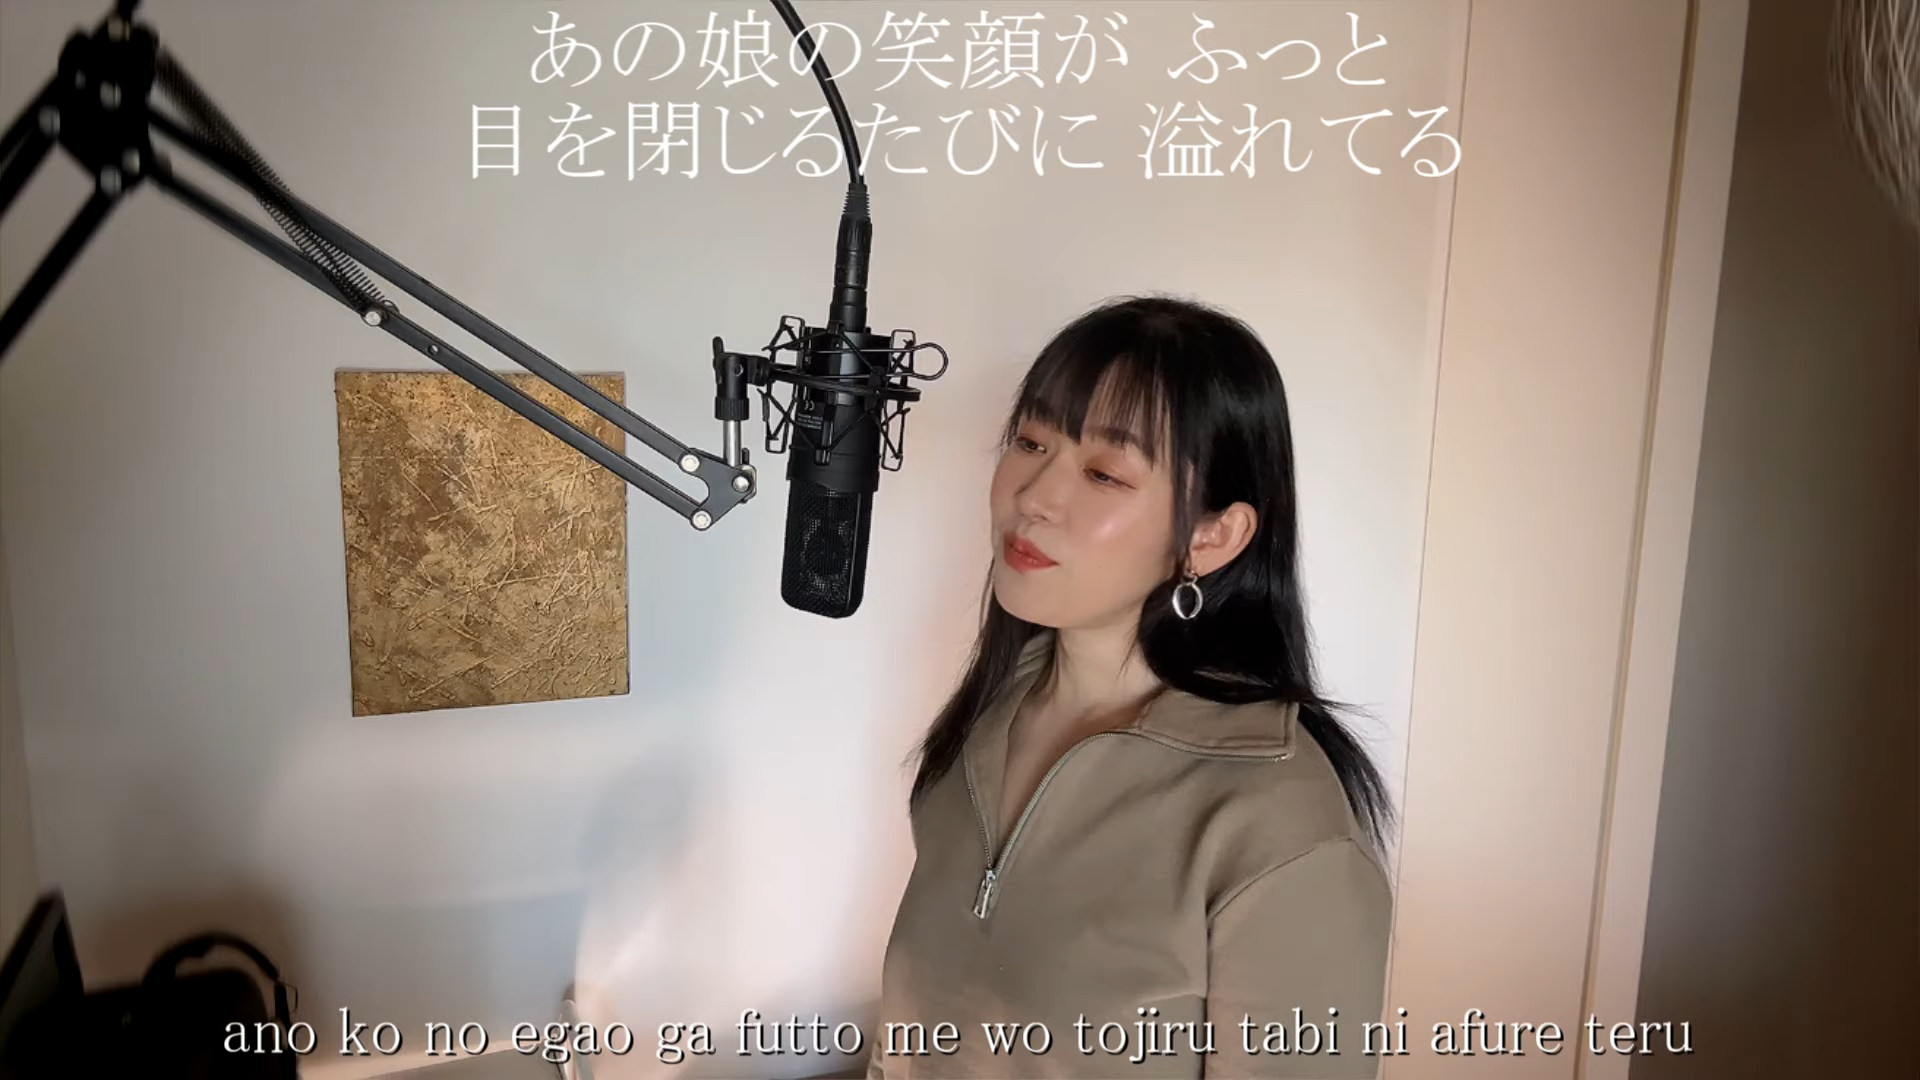 あの娘の笑顔が ふっと
目を閉じるたびに 溢れてる
ano ko no egao ga futto me wo tojiru tabi ni afure teru